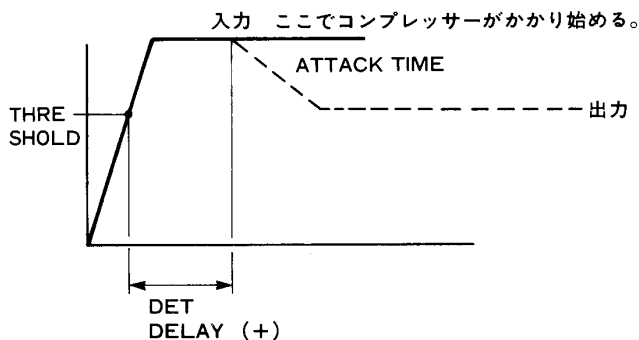 入力 ここでコンプレッサーがかかり始める。
ATTACK TIME
THRE
SHOLD
出力
DET
DELAY (+)